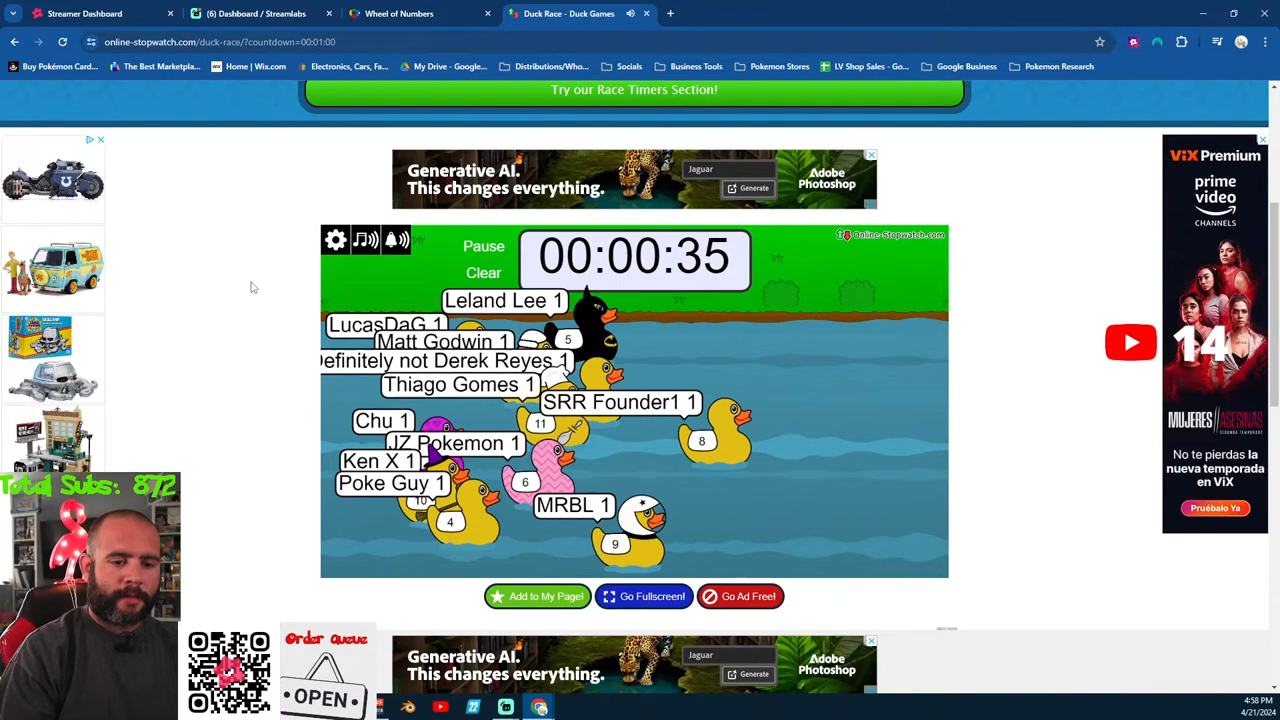 Streamer Dashboard
(6) Dashboard / Streamlabs
Wheel of Numbers
Duck Race - Duck Games
online-stopwatch.com/duck-race/?countdown=00:01:00
Buy Pokémon Card...
The Best Marketpla...
Home | Wix.com
Electronics, Cars, Fa...
My Drive - Google...
Distributions/Who...
Socials
Business Tools
Pokemon Stores
LV Shop Sales - Go...
Google Business
Pokemon Research
Try our Race Timers Section!
Generative AI.
This changes everything.
Jaguar
Generate
Adobe
Photoshop
ViX Premium
prime video
CHANNELS
14
MUJERES ASESINAS
SEGUNDA TEMPORADA
No te pierdas la
nueva temporada
en ViX
Pruébalo Ya
Pause
Clear
00:00:35
Online-Stopwatch.com
Leland Lee 1
5
LucasDaG 1
Matt Godwin 1
Definitely not Derek Reyes 1
Thiago Gomes 1
SRR Founder1 1
11
8
Chu 1
JZ Pokemon 1
Ken X 1
6
Poke Guy 1
10
4
MRBL 1
9
Add to My Page!
Go Fullscreen!
Go Ad Free!
Total Subs: 872
Order Queue
OPEN
Generative AI.
This changes everything.
Jaguar
Generate
Adobe
Photoshop
4:58 PM
4/21/2024